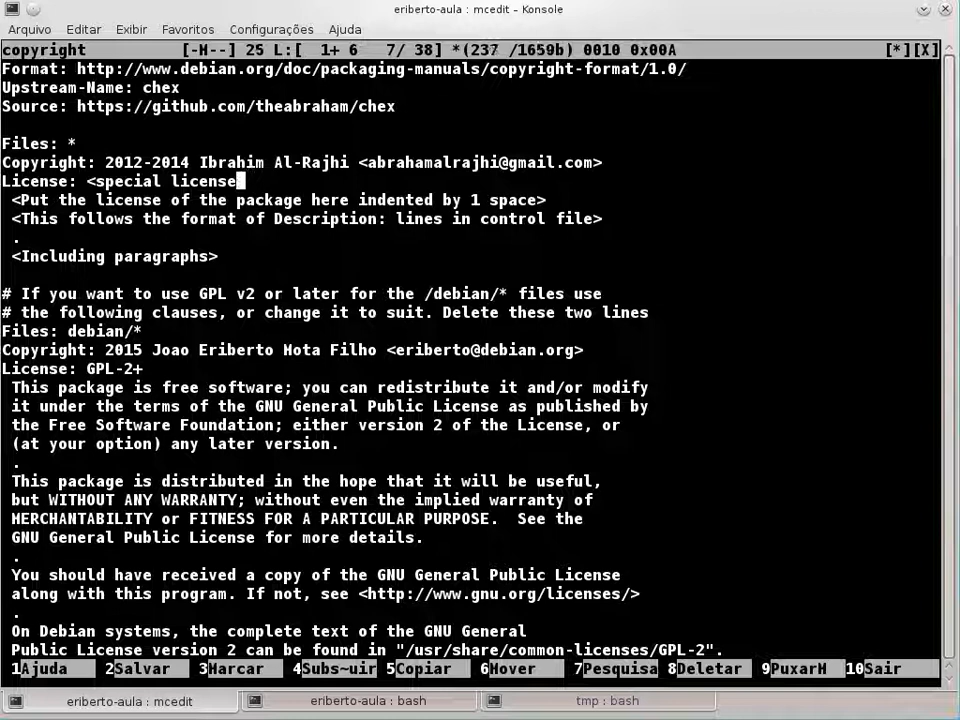 eriberto-aula : mcedit – Konsole
Arquivo Editar Exibir Favoritos Configurações Ajuda
copyright [-H--] 25 L:[ 1+ 6 7/ 38] *(237 /1659b) 0010 0x00A [*][X]
Format: http://www.debian.org/doc/packaging-manuals/copyright-format/1.0/
Upstream-Name: chex
Source: https://github.com/theabraham/chex
Files: *
Copyright: 2012-2014 Ibrahim Al-Rajhi <abrahamalrajhi@gmail.com>
License: <special license
<Put the license of the package here indented by 1 space>
<This follows the format of Description: lines in control file>
.
<Including paragraphs>
# If you want to use GPL v2 or later for the /debian/* files use
# the following clauses, or change it to suit. Delete these two lines
Files: debian/*
Copyright: 2015 Joao Eriberto Mota Filho <eriberto@debian.org>
License: GPL-2+
This package is free software; you can redistribute it and/or modify
it under the terms of the GNU General Public License as published by
the Free Software Foundation; either version 2 of the License, or
(at your option) any later version.
.
This package is distributed in the hope that it will be useful,
but WITHOUT ANY WARRANTY; without even the implied warranty of
MERCHANTABILITY or FITNESS FOR A PARTICULAR PURPOSE. See the
GNU General Public License for more details.
.
You should have received a copy of the GNU General Public License
along with this program. If not, see <http://www.gnu.org/licenses/>
.
On Debian systems, the complete text of the GNU General
Public License version 2 can be found in "/usr/share/common-licenses/GPL-2".
1Ajuda 2Salvar 3Marcar 4Subs~uir 5Copiar 6Mover 7Pesquisa 8Deletar 9PuxarM 10Sair
eriberto-aula : mcedit eriberto-aula : bash tmp : bash